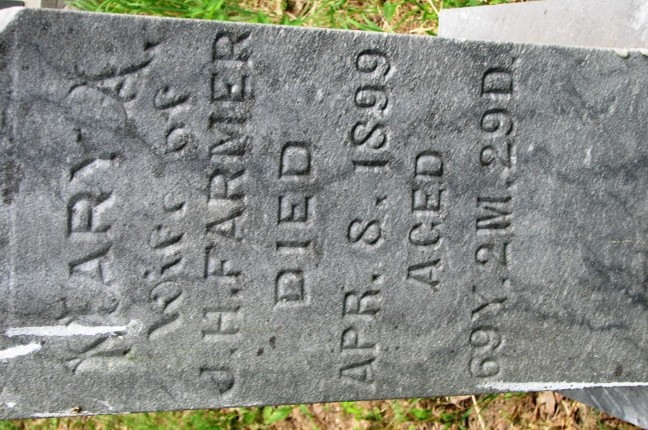 MARY A.
Wife of
J. H. FARMER
DIED
APR. 8. 1899
AGED
69Y. 2M. 29D.